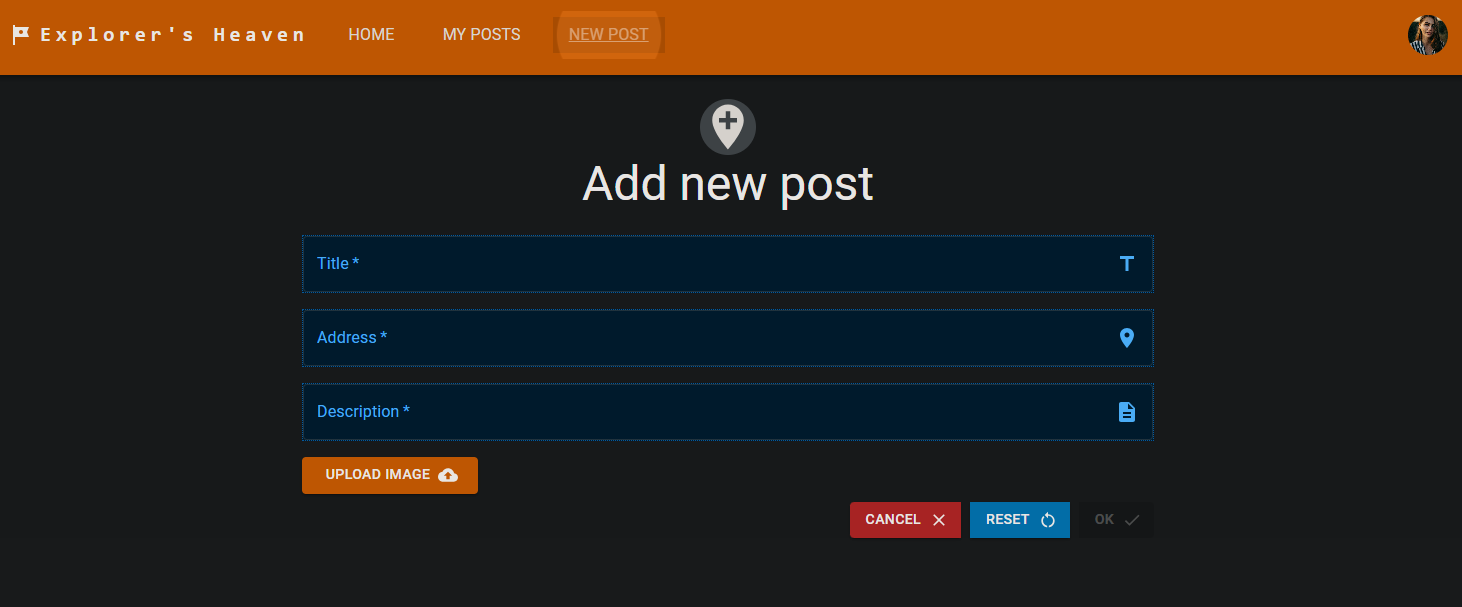 Explorer's Heaven HOME MY POSTS NEW POST
Add new post
Title *
Address *
Description *
UPLOAD IMAGE
CANCEL RESET OK